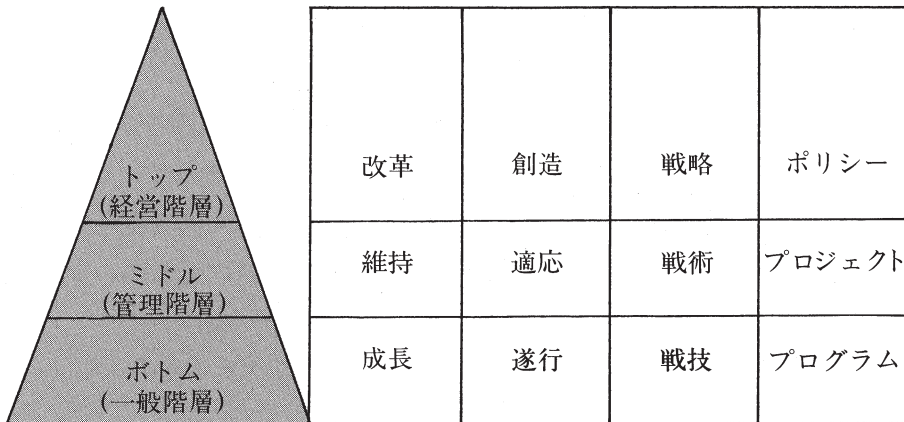 トップ
(経営階層)
改革 創造 戦略 ポリシー
ミドル
(管理階層)
維持 適応 戦術 プロジェクト
ボトム
(一般階層)
成長 遂行 戦技 プログラム